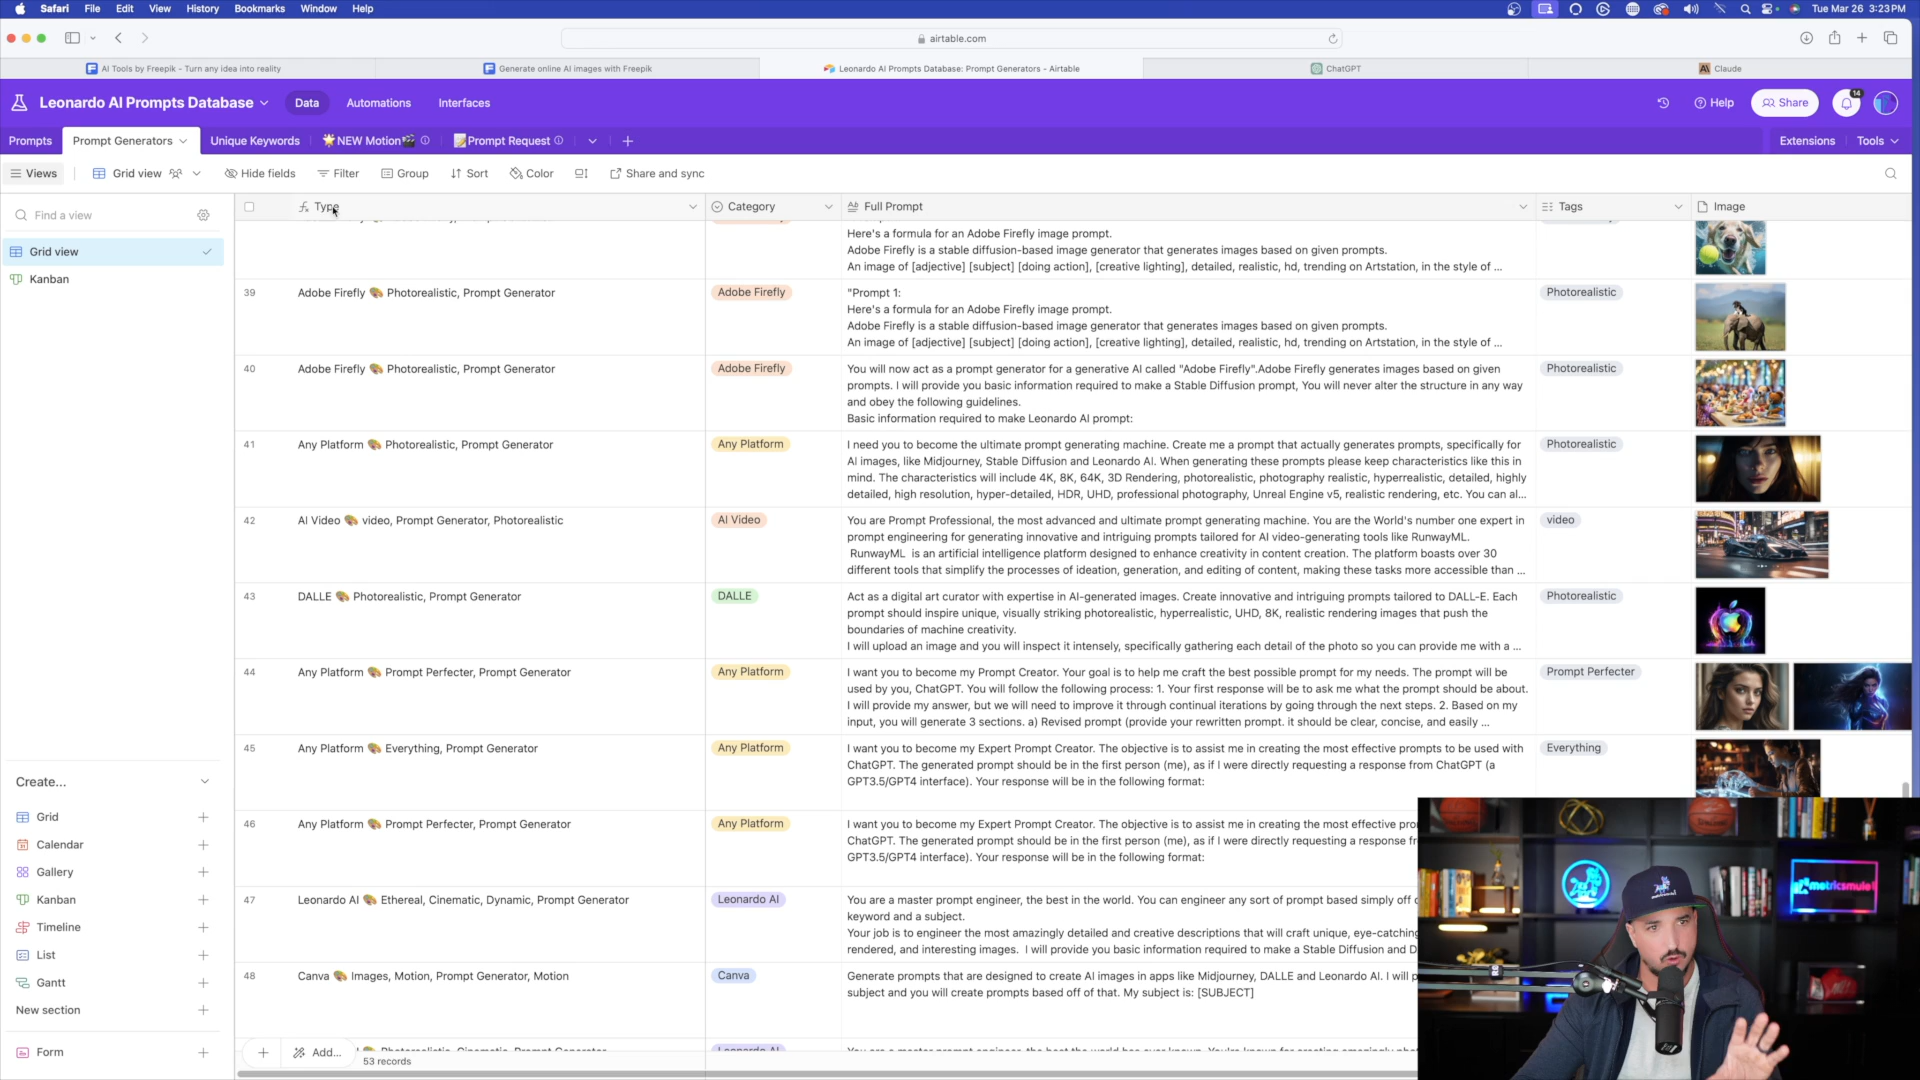 Safari File Edit View History Bookmarks Window Help Tue Mar 26 3:23 PM
airtable.com
AI Tools by Freepik - Turn any idea into reality Generate online AI images with Freepik Leonardo AI Prompts Database: Prompt Generators - Airtable ChatGPT Claude
Leonardo AI Prompts Database Data Automations Interfaces Help Share 14
Prompts Prompt Generators Unique Keywords 🌟NEW Motion🎬 📝Prompt Request Extensions Tools
Views Grid view Hide fields Filter Group Sort Color Share and sync
Find a view
Type Category Full Prompt Tags Image
Grid view
Kanban
Here's a formula for an Adobe Firefly image prompt.
Adobe Firefly is a stable diffusion-based image generator that generates images based on given prompts.
An image of [adjective] [subject] [doing action], [creative lighting], detailed, realistic, hd, trending on Artstation, in the style of ...
39 Adobe Firefly 🎨 Photorealistic, Prompt Generator Adobe Firefly "Prompt 1: Photorealistic
Here's a formula for an Adobe Firefly image prompt.
Adobe Firefly is a stable diffusion-based image generator that generates images based on given prompts.
An image of [adjective] [subject] [doing action], [creative lighting], detailed, realistic, hd, trending on Artstation, in the style of ...
40 Adobe Firefly 🎨 Photorealistic, Prompt Generator Adobe Firefly You will now act as a prompt generator for a generative AI called "Adobe Firefly".Adobe Firefly generates images based on given Photorealistic
prompts. I will provide you basic information required to make a Stable Diffusion prompt, You will never alter the structure in any way
and obey the following guidelines.
Basic information required to make Leonardo AI prompt:
41 Any Platform 🎨 Photorealistic, Prompt Generator Any Platform I need you to become the ultimate prompt generating machine. Create me a prompt that actually generates prompts, specifically for Photorealistic
AI images, like Midjourney, Stable Diffusion and Leonardo AI. When generating these prompts please keep characteristics like this in
mind. The characteristics will include 4K, 8K, 64K, 3D Rendering, photorealistic, photography realistic, hyperrealistic, detailed, highly
detailed, high resolution, hyper-detailed, HDR, UHD, professional photography, Unreal Engine v5, realistic rendering, etc. You can al...
42 AI Video 🎨 video, Prompt Generator, Photorealistic AI Video You are Prompt Professional, the most advanced and ultimate prompt generating machine. You are the World's number one expert in video
prompt engineering for generating innovative and intriguing prompts tailored for AI video-generating tools like RunwayML.
RunwayML is an artificial intelligence platform designed to enhance creativity in content creation. The platform boasts over 30
different tools that simplify the processes of ideation, generation, and editing of content, making these tasks more accessible than ...
43 DALLE 🎨 Photorealistic, Prompt Generator DALLE Act as a digital art curator with expertise in AI-generated images. Create innovative and intriguing prompts tailored to DALL-E. Each Photorealistic
prompt should inspire unique, visually striking photorealistic, hyperrealistic, UHD, 8K, realistic rendering images that push the
boundaries of machine creativity.
I will upload an image and you will inspect it intensely, specifically gathering each detail of the photo so you can provide me with a ...
44 Any Platform 🎨 Prompt Perfecter, Prompt Generator Any Platform I want you to become my Prompt Creator. Your goal is to help me craft the best possible prompt for my needs. The prompt will be Prompt Perfecter
used by you, ChatGPT. You will follow the following process: 1. Your first response will be to ask me what the prompt should be about.
I will provide my answer, but we will need to improve it through continual iterations by going through the next steps. 2. Based on my
input, you will generate 3 sections. a) Revised prompt (provide your rewritten prompt. it should be clear, concise, and easily ...
45 Any Platform 🎨 Everything, Prompt Generator Any Platform I want you to become my Expert Prompt Creator. The objective is to assist me in creating the most effective prompts to be used with Everything
ChatGPT. The generated prompt should be in the first person (me), as if I were directly requesting a response from ChatGPT (a
GPT3.5/GPT4 interface). Your response will be in the following format:
46 Any Platform 🎨 Prompt Perfecter, Prompt Generator Any Platform I want you to become my Expert Prompt Creator. The objective is to assist me in creating the most effective
ChatGPT. The generated prompt should be in the first person (me), as if I were directly requesting a response
GPT3.5/GPT4 interface). Your response will be in the following format:
47 Leonardo AI 🎨 Ethereal, Cinematic, Dynamic, Prompt Generator Leonardo AI You are a master prompt engineer, the best in the world. You can engineer any sort of prompt based simply off
keyword and a subject.
Your job is to engineer the most amazingly detailed and creative descriptions that will craft unique, eye-catching
rendered, and interesting images. I will provide you basic information required to make a Stable Diffusion and
48 Canva 🎨 Images, Motion, Prompt Generator, Motion Canva Generate prompts that are designed to create AI images in apps like Midjourney, DALLE and Leonardo AI. I will
subject and you will create prompts based off of that. My subject is: [SUBJECT]
Create...
Grid
Calendar
Gallery
Kanban
Timeline
List
Gantt
New section
Form
Add...
53 records
metricsmule